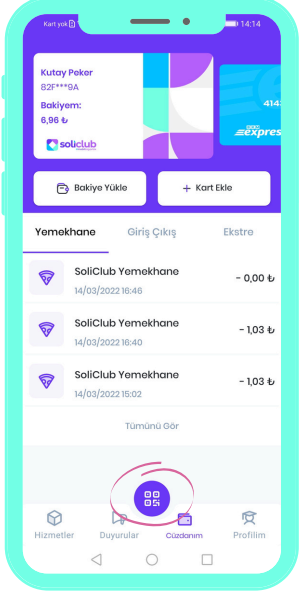 Kart yok
14:14
Kutay Peker
82F***9A
Bakiyem:
6,96 ₺
soliclub
414
express
Bakiye Yükle
+ Kart Ekle
Yemekhane
Giriş Çıkış
Ekstre
SoliClub Yemekhane
14/03/2022 16:46
- 0,00 ₺
SoliClub Yemekhane
14/03/2022 16:40
- 1,03 ₺
SoliClub Yemekhane
14/03/2022 15:02
- 1,03 ₺
Tümünü Gör
Hizmetler
Duyurular
Cüzdanım
Profilim